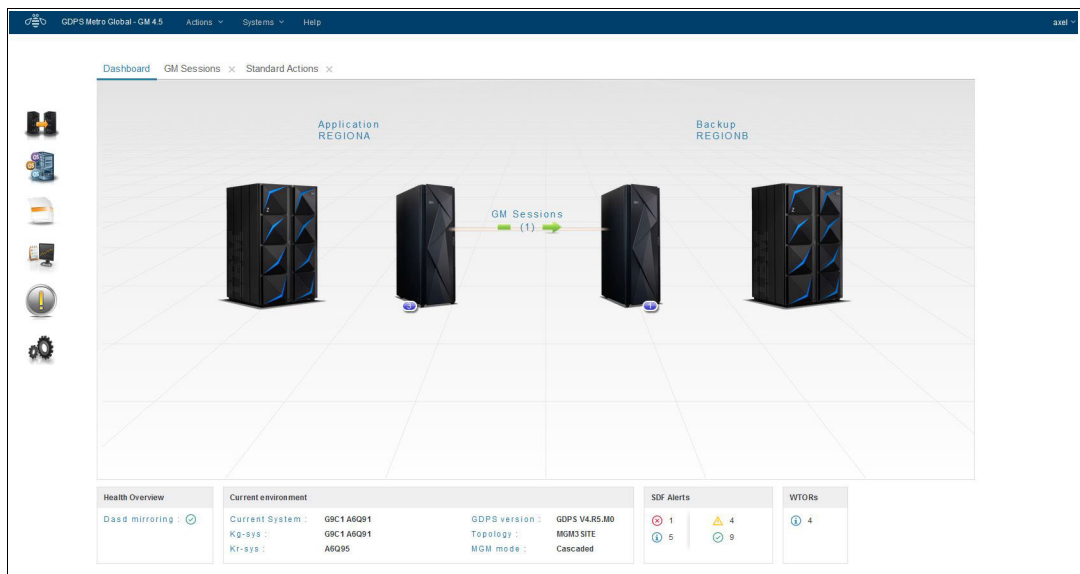 GDPS Metro Global - GM 4.5 Actions Systems Help axel
Dashboard GM Sessions × Standard Actions ×
Application
REGIONA
Backup
REGIONB
GM Sessions
(1)
3
1
Health Overview
Dasd mirroring :
Current environment
Current System : G9C1 A6Q91
Kg-sys : G9C1 A6Q91
Kr-sys : A6Q95
GDPS version : GDPS V4.R5.M0
Topology : MGM3 SITE
MGM mode : Cascaded
SDF Alerts
1 4
5 9
WTORs
4